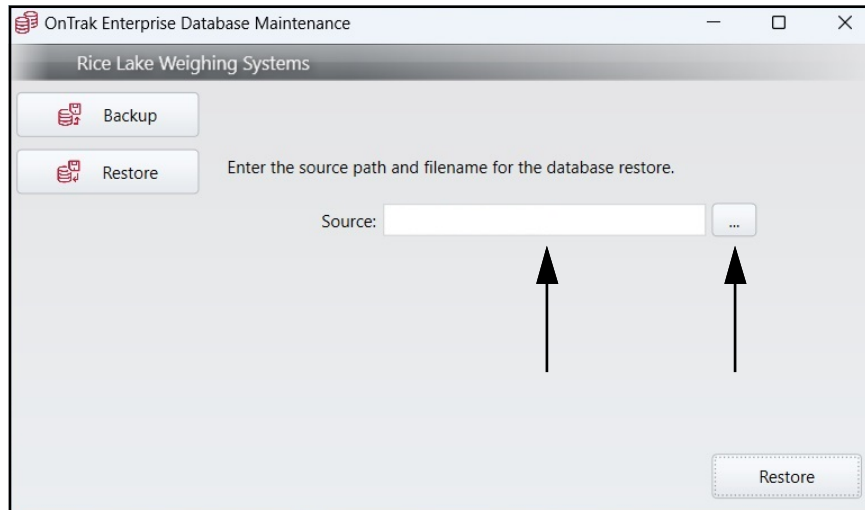 OnTrak Enterprise Database Maintenance
Rice Lake Weighing Systems
Backup
Restore
Enter the source path and filename for the database restore.
Source:
...
Restore